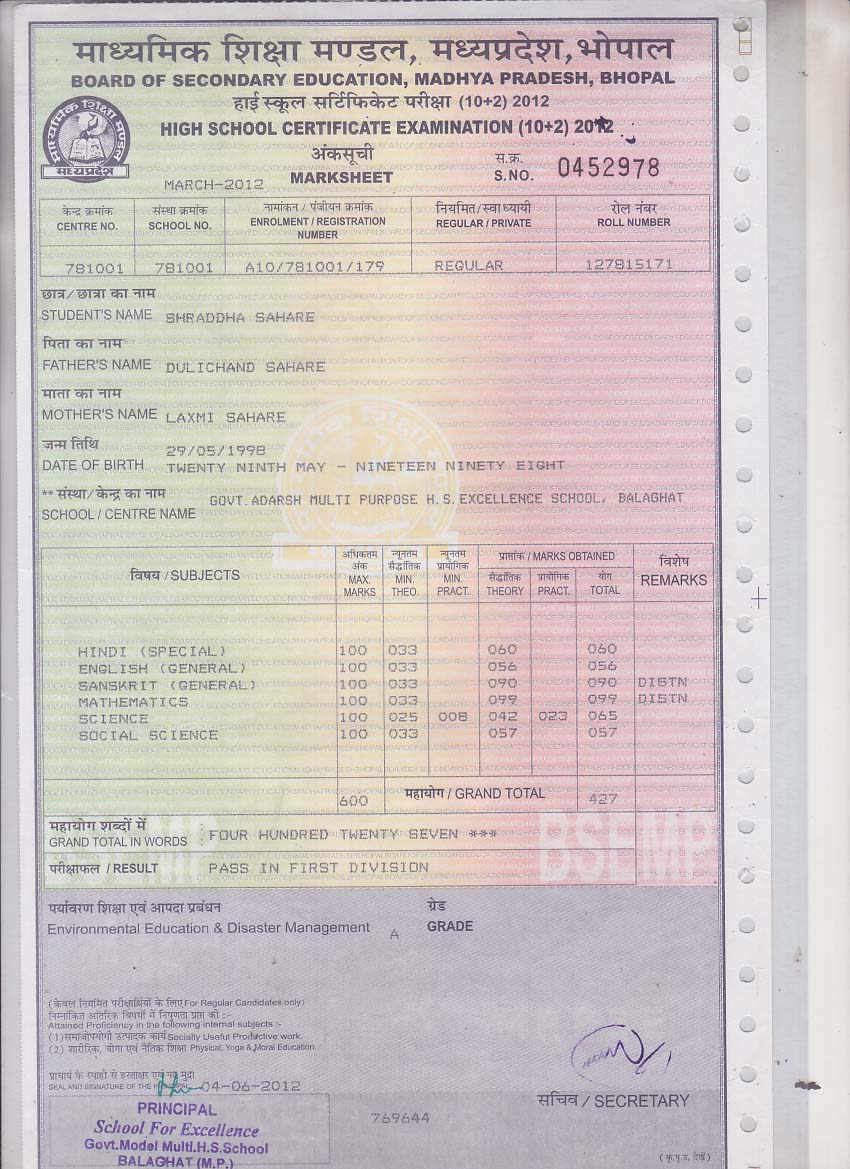 माध्यमिक शिक्षा मण्डल, मध्यप्रदेश, भोपाल
BOARD OF SECONDARY EDUCATION, MADHYA PRADESH, BHOPAL
हाई स्कूल सर्टिफिकेट परीक्षा (10+2) 2012
HIGH SCHOOL CERTIFICATE EXAMINATION (10+2) 2012
माध्यमिक शिक्षा मण्डल
मध्यप्रदेश
अंकसूची
MARKSHEET
MARCH-2012
स.क्र.
S.NO. 0452978
केन्द्र क्रमांक संस्था क्रमांक नामांकन / पंजीयन क्रमांक नियमित/स्वाध्यायी रोल नंबर
CENTRE NO. SCHOOL NO. ENROLMENT / REGISTRATION NUMBER REGULAR / PRIVATE ROLL NUMBER
781001 781001 A10/781001/179 REGULAR 127815171
छात्र/छात्रा का नाम
STUDENT'S NAME SHRADDHA SAHARE
पिता का नाम
FATHER'S NAME DULICHAND SAHARE
माता का नाम
MOTHER'S NAME LAXMI SAHARE
जन्म तिथि 29/05/1998
DATE OF BIRTH TWENTY NINTH MAY - NINETEEN NINETY EIGHT
** संस्था/केन्द्र का नाम
SCHOOL / CENTRE NAME GOVT.ADARSH MULTI PURPOSE H.S.EXCELLENCE SCHOOL, BALAGHAT
विषय / SUBJECTS अधिकतम अंक MAX. MARKS न्यूनतम सैद्धांतिक MIN. THEO. न्यूनतम प्रायोगिक MIN. PRACT. प्राप्तांक / MARKS OBTAINED विशेष REMARKS
सैद्धांतिक THEORY प्रायोगिक PRACT. योग TOTAL
HINDI (SPECIAL) 100 033 060 060
ENGLISH (GENERAL) 100 033 056 056
SANSKRIT (GENERAL) 100 033 090 090 DISTN
MATHEMATICS 100 033 099 099 DISTN
SCIENCE 100 025 008 042 023 065
SOCIAL SCIENCE 100 033 057 057
600 महायोग / GRAND TOTAL 427
महायोग शब्दों में
GRAND TOTAL IN WORDS : FOUR HUNDRED TWENTY SEVEN ***
परीक्षाफल / RESULT PASS IN FIRST DIVISION
BSEMP BSEMP
पर्यावरण शिक्षा एवं आपदा प्रबंधन ग्रेड
Environmental Education & Disaster Management A GRADE
(केवल नियमित परीक्षार्थियों के लिए For Regular Candidates only)
निम्नांकित आंतरिक विषयों में निपुणता प्राप्त की :-
Attained Proficiency in the following internal subjects :-
(1) समाजोपयोगी उत्पादक कार्य Socially Useful Productive work.
(2) शारीरिक, योगा एवं नैतिक शिक्षा Physical, Yoga & Moral Education.
प्राचार्य के स्याही से हस्ताक्षर एवं पद मुद्रा
SEAL AND SIGNATURE OF THE PRINCIPAL 04-06-2012
PRINCIPAL
School For Excellence
Govt.Model Multi.H.S.School
BALAGHAT (M.P.)
769644
सचिव / SECRETARY
(कृ.पृ.उ. देखें)